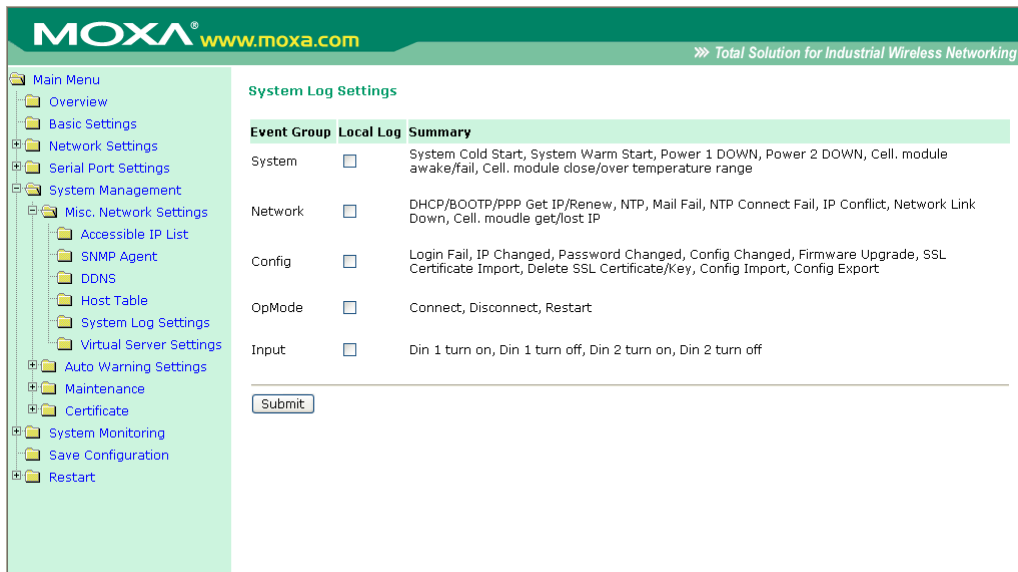 MOXA® www.moxa.com
>>> Total Solution for Industrial Wireless Networking
Main Menu
Overview
Basic Settings
Network Settings
Serial Port Settings
System Management
Misc. Network Settings
Accessible IP List
SNMP Agent
DDNS
Host Table
System Log Settings
Virtual Server Settings
Auto Warning Settings
Maintenance
Certificate
System Monitoring
Save Configuration
Restart
System Log Settings
Event Group Local Log Summary
System System Cold Start, System Warm Start, Power 1 DOWN, Power 2 DOWN, Cell. module
awake/fail, Cell. module close/over temperature range
Network DHCP/BOOTP/PPP Get IP/Renew, NTP, Mail Fail, NTP Connect Fail, IP Conflict, Network Link
Down, Cell. moudle get/lost IP
Config Login Fail, IP Changed, Password Changed, Config Changed, Firmware Upgrade, SSL
Certificate Import, Delete SSL Certificate/Key, Config Import, Config Export
OpMode Connect, Disconnect, Restart
Input Din 1 turn on, Din 1 turn off, Din 2 turn on, Din 2 turn off
Submit